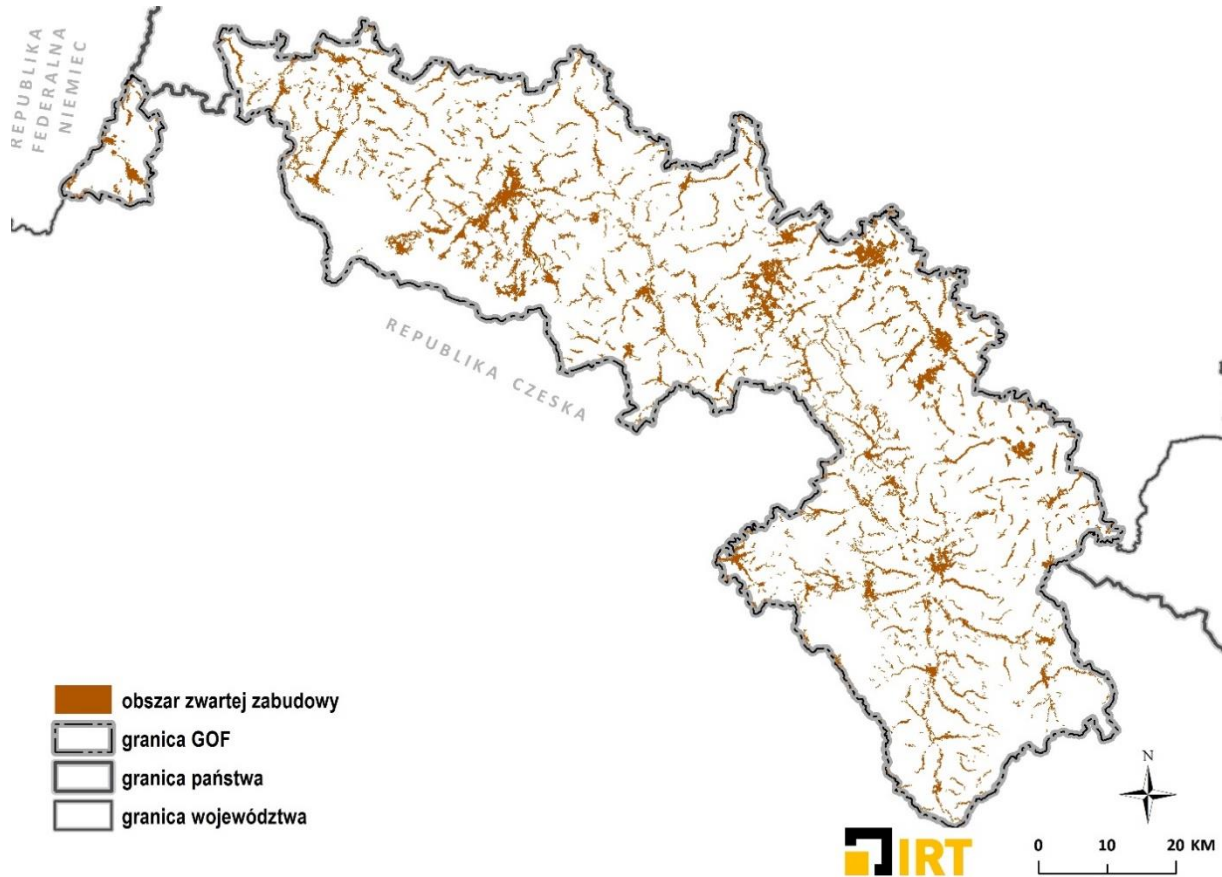 REPUBLIKA
FEDERALNA
NIEMIEC
REPUBLIKA CZESKA
obszar zwartej zabudowy
granica GOF
granica państwa
granica województwa
N
IRT
0 10 20 KM